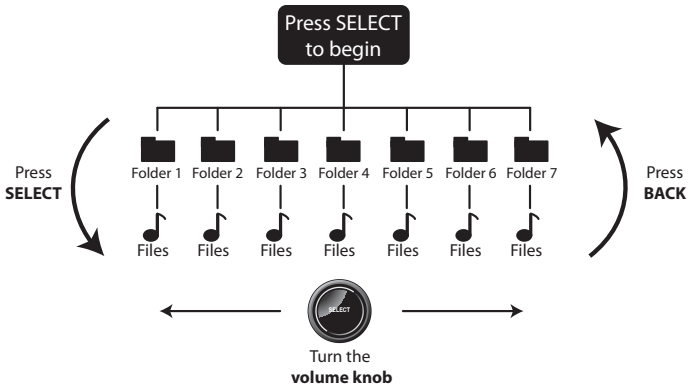 Press SELECT
to begin
Folder 1 Folder 2 Folder 3 Folder 4 Folder 5 Folder 6 Folder 7
Press
SELECT
Press
BACK
Files Files Files Files Files Files Files
SELECT
Turn the
volume knob